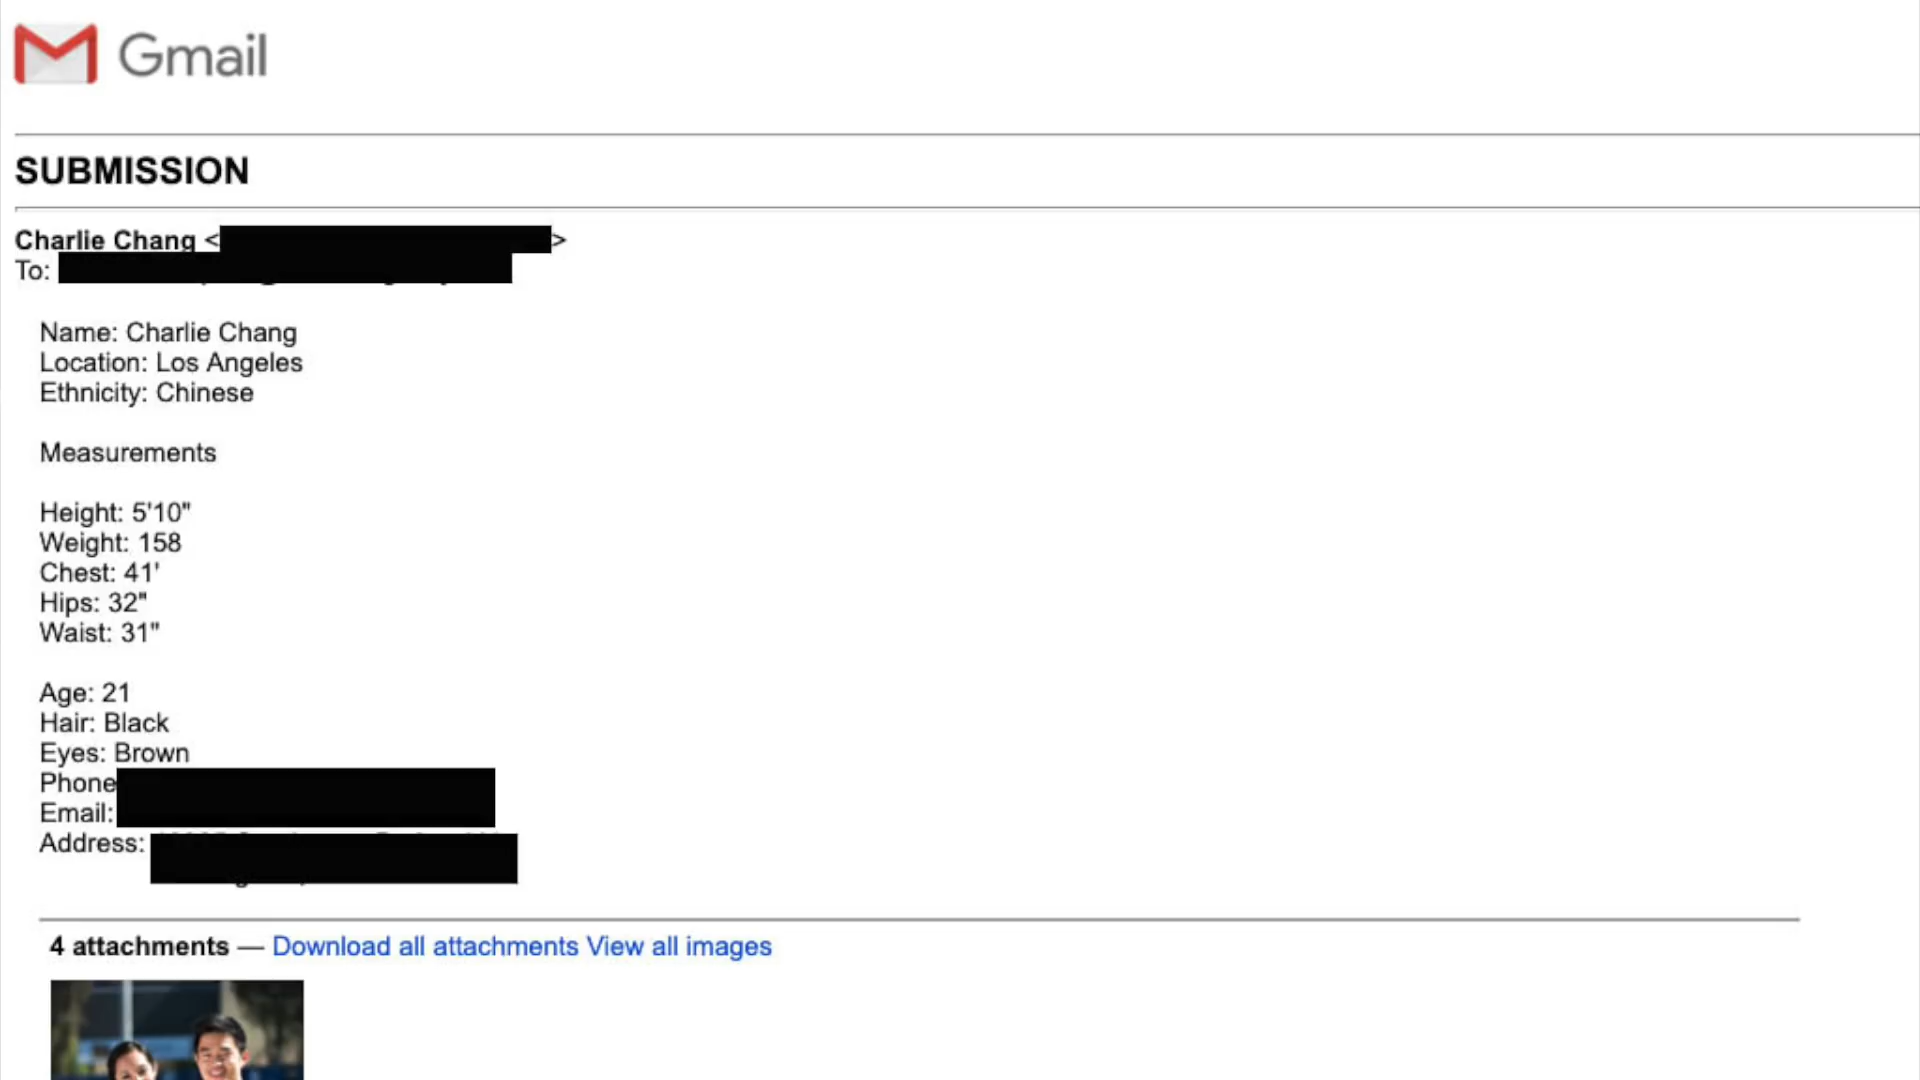 Gmail
SUBMISSION
Charlie Chang < >
To:
Name: Charlie Chang
Location: Los Angeles
Ethnicity: Chinese
Measurements
Height: 5'10"
Weight: 158
Chest: 41'
Hips: 32"
Waist: 31"
Age: 21
Hair: Black
Eyes: Brown
Phone
Email:
Address:
4 attachments — Download all attachments View all images